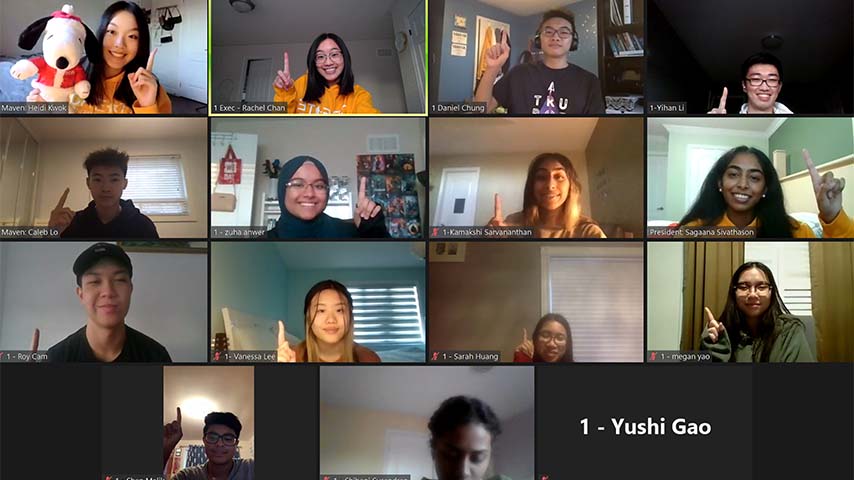 Maven: Heidi Kwok
1 Exec - Rachel Chan
1 Daniel Chung
1-Yihan Li
Maven: Caleb Lo
1 - zuha anwer
1-Kamakshi Sarvananthan
President: Sagaana Sivathason
1 - Roy Cam
1- Vanessa Lee
1 - Sarah Huang
1 - megan yao
1 - Yushi Gao